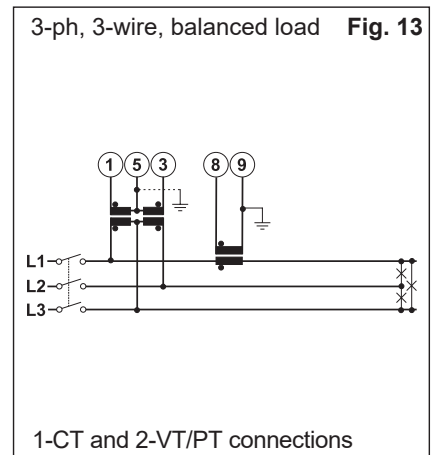 3-ph, 3-wire, balanced load Fig. 13
1 5 3 8 9
L1
L2
L3
1-CT and 2-VT/PT connections